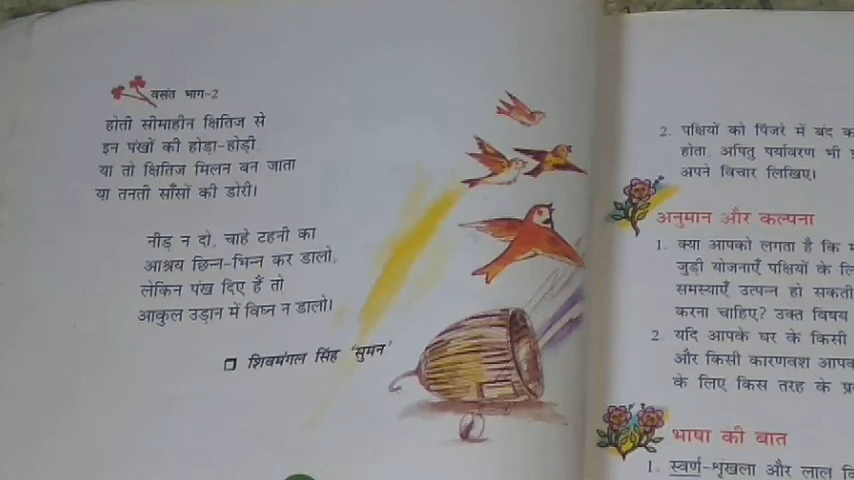 वसंत भाग-2
होती सीमाहीन क्षितिज से
इन पंखों की होड़ा-होड़ी,
या तो क्षितिज मिलन बन जाता
या तनती साँसों की डोरी।
नीड़ न दो, चाहे टहनी का
आश्रय छिन्न-भिन्न कर डालो,
लेकिन पंख दिए हैं तो
आकुल उड़ान में विघ्न न डालो।
□ शिवमंगल सिंह 'सुमन'
2. पक्षियों को पिंजरे में बंद
होता, अपितु पर्यावरण भी
अपने विचार लिखिए।
अनुमान और कल्पना
1. क्या आपको लगता है कि
जुड़ी योजनाएँ पक्षियों के
समस्याएँ उत्पन्न हो सकती
करना चाहिए? उक्त विषय
2. यदि आपके घर के किसी
और किसी कारणवश
के लिए किस तरह के
भाषा की बात
1. स्वर्ण-शृंखला और लाल